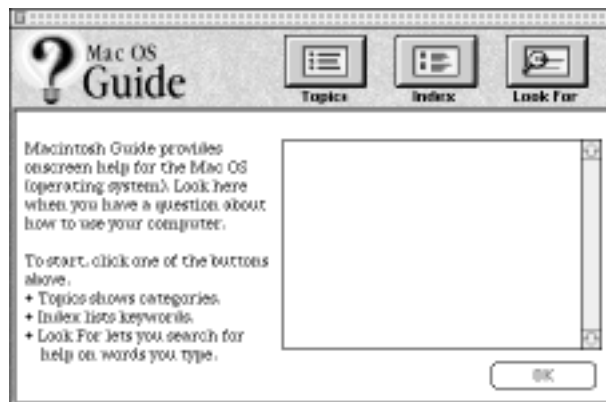 Mac OS
Guide
Topics
Index
Look For
Macintosh Guide provides
onscreen help for the Mac OS
(operating system). Look here
when you have a question about
how to use your computer.
To start, click one of the buttons
above.
+ Topics shows categories.
+ Index lists keywords.
+ Look For lets you search for
help on words you type.
OK